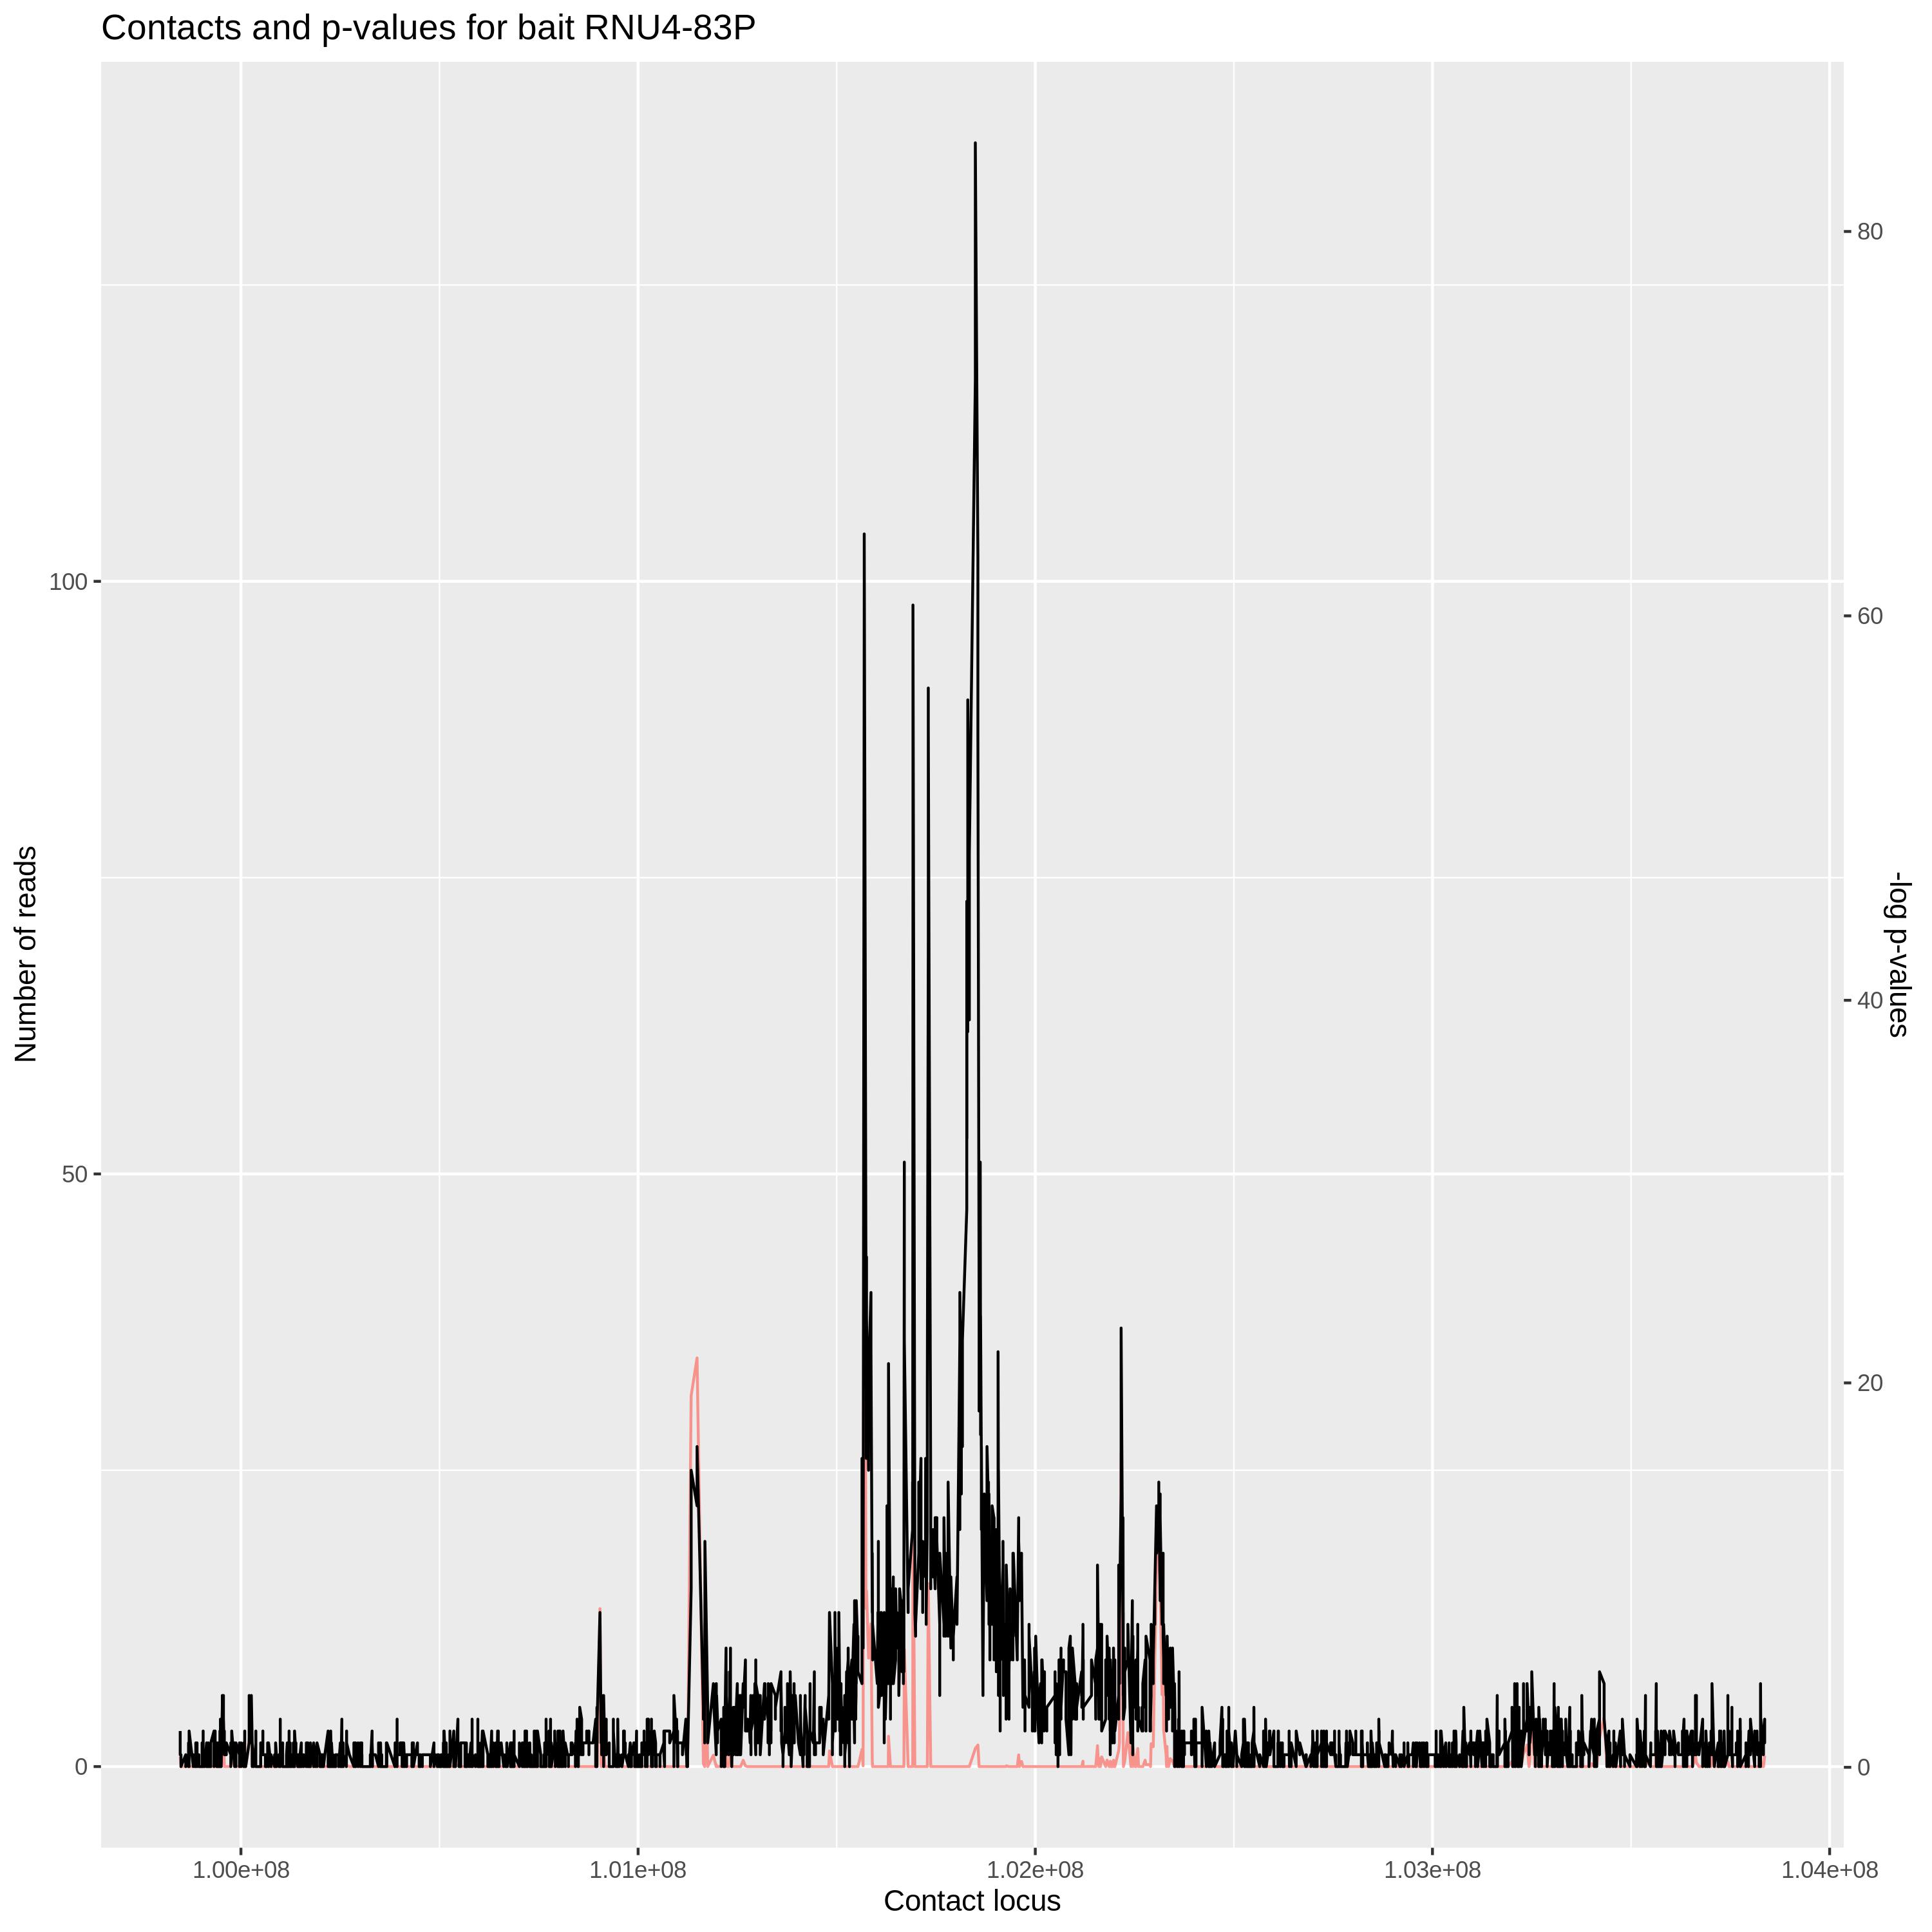 Contacts and p-values for bait RNU4-83P
Number of reads
100
50
0
80
60
40
20
0
-log p-values
1.00e+08 1.01e+08 1.02e+08 1.03e+08 1.04e+08
Contact locus